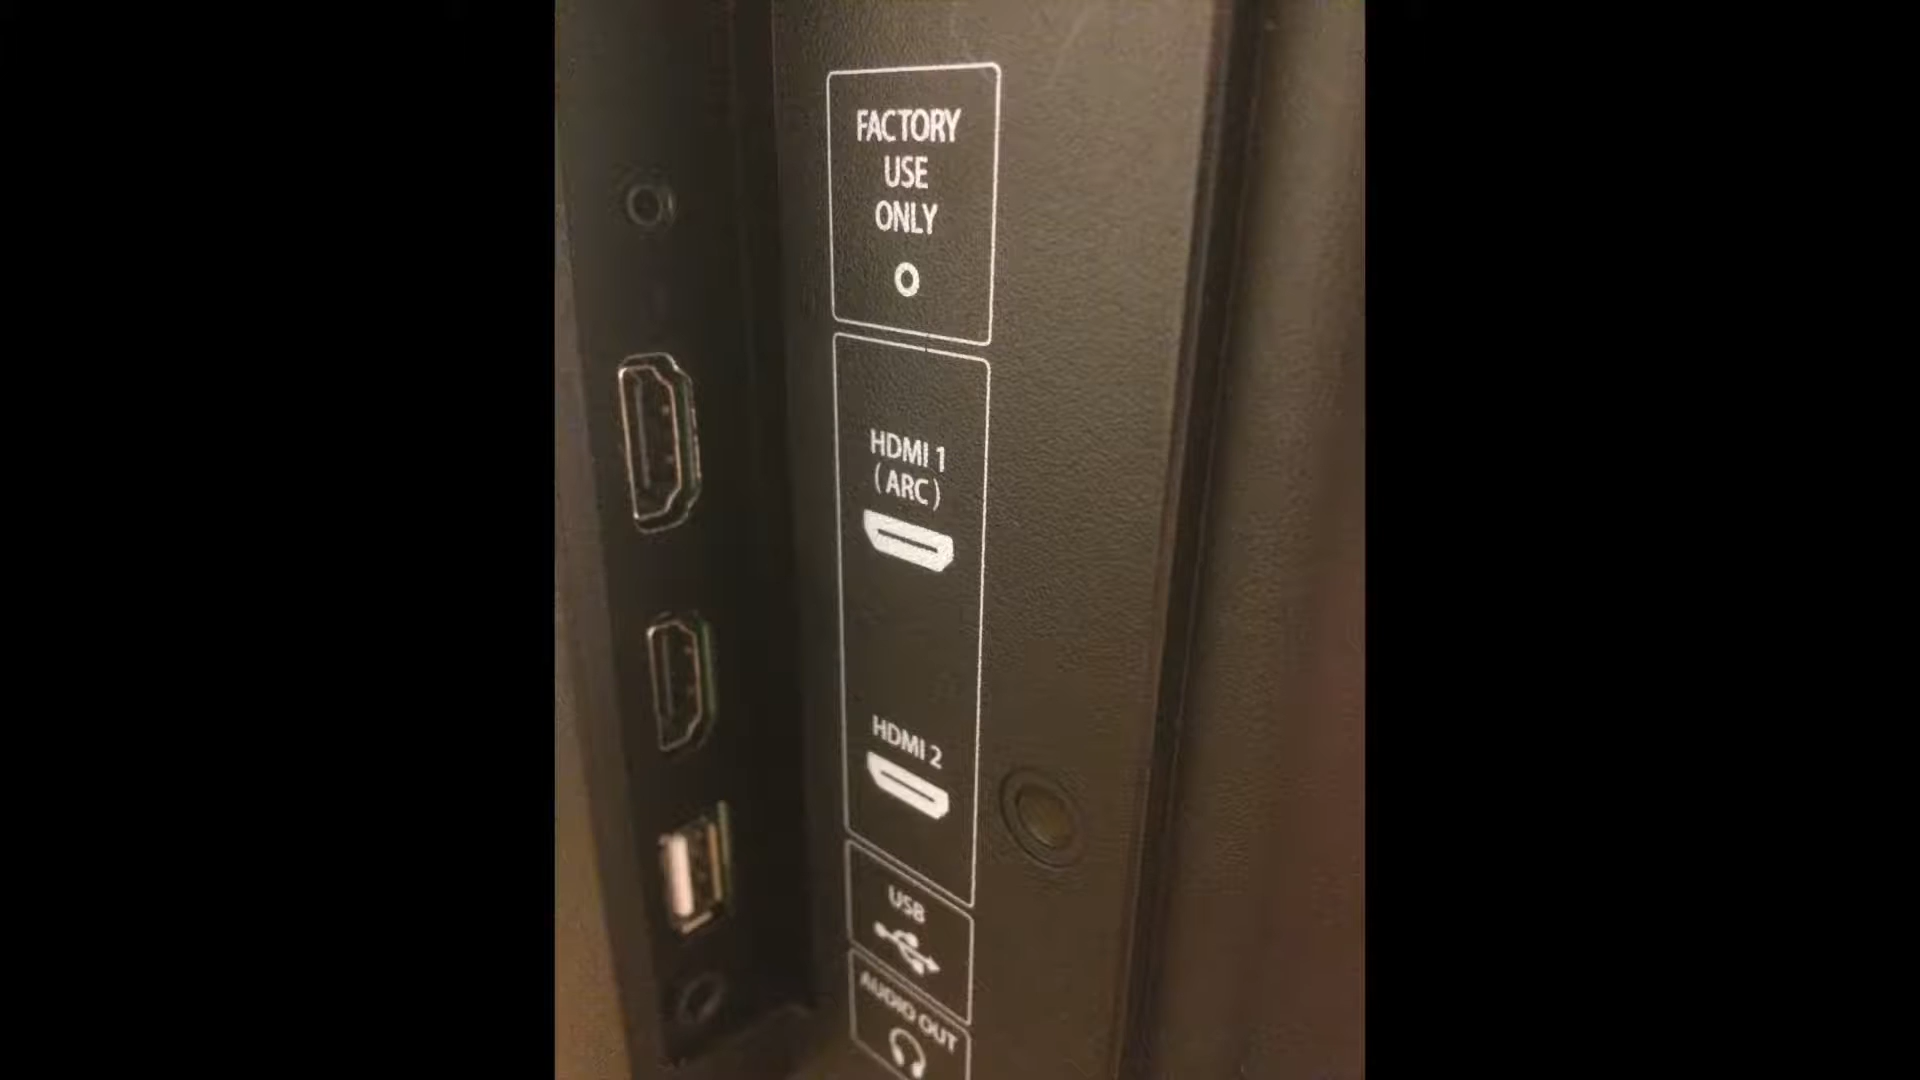 FACTORY
USE
ONLY
HDMI 1
(ARC)
HDMI 2
USB
AUDIO OUT